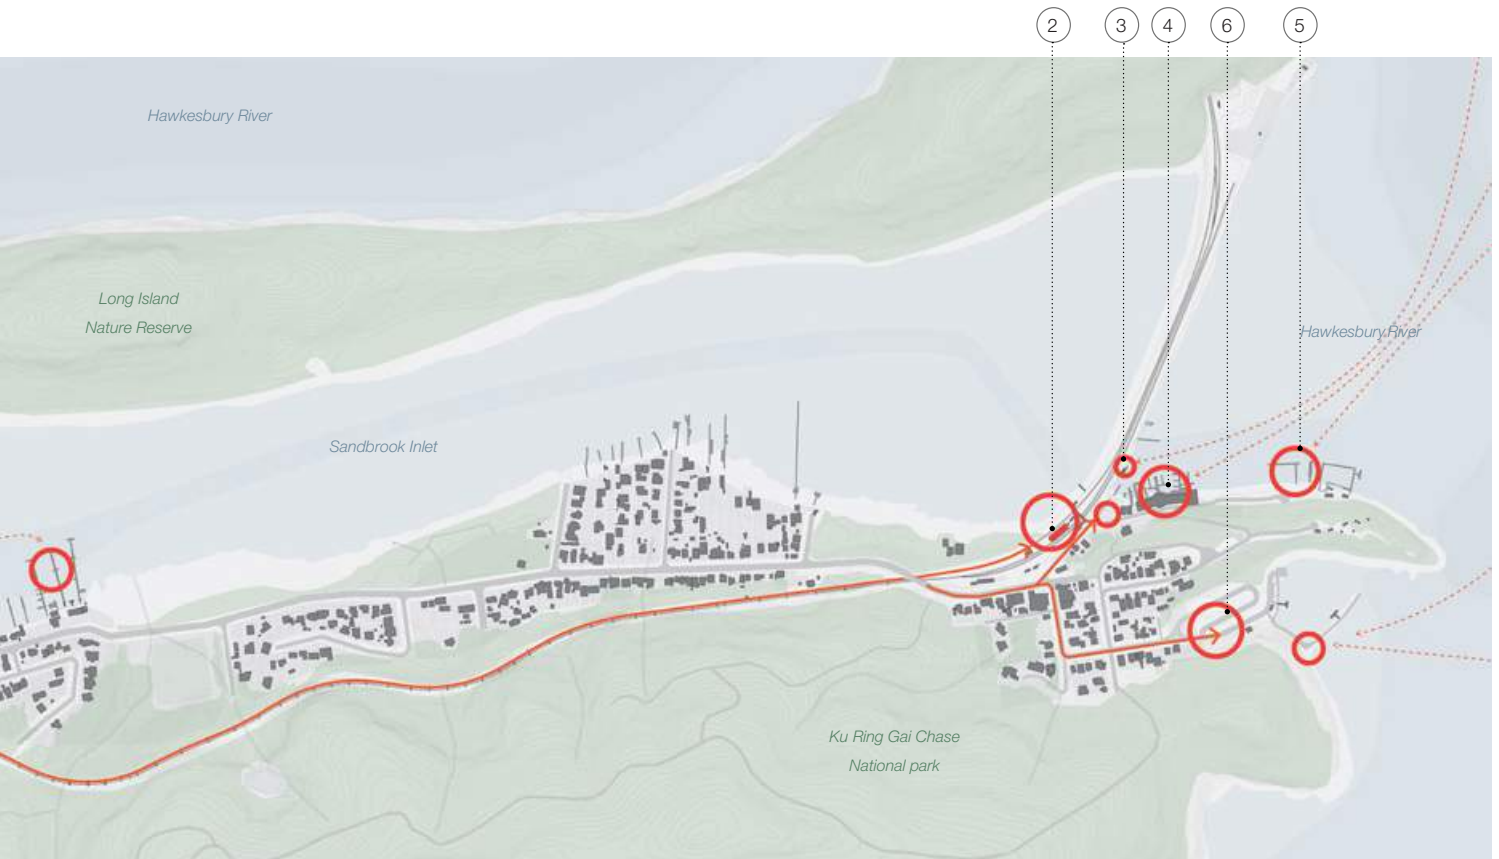 2 3 4 6 5
Hawkesbury River
Long Island
Nature Reserve
Hawkesbury River
Sandbrook Inlet
Ku Ring Gai Chase
National park